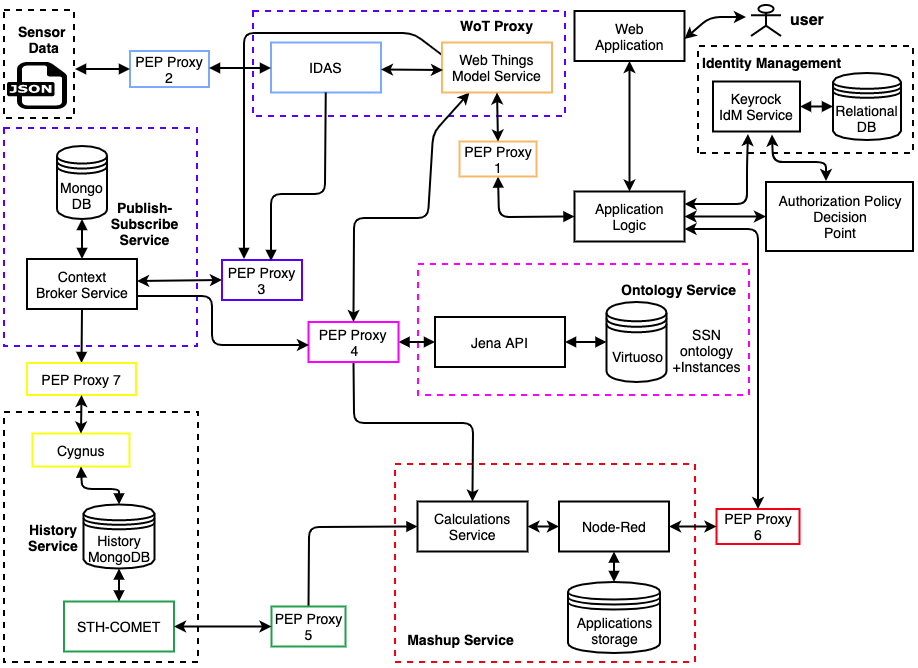 Sensor
Data
JSON
PEP Proxy
2
WoT Proxy
IDAS
Web Things
Model Service
Web
Application
user
Identity Management
Keyrock
IdM Service
Relational
DB
PEP Proxy
1
Mongo
DB
Publish-
Subscribe
Service
Context
Broker Service
PEP Proxy
3
Application
Logic
Authorization Policy
Decision
Point
PEP Proxy
4
Ontology Service
Jena API
Virtuoso
SSN
ontology
+Instances
PEP Proxy 7
Cygnus
History
Service
History
MongoDB
STH-COMET
PEP Proxy
5
Calculations
Service
Node-Red
PEP Proxy
6
Applications
storage
Mashup Service